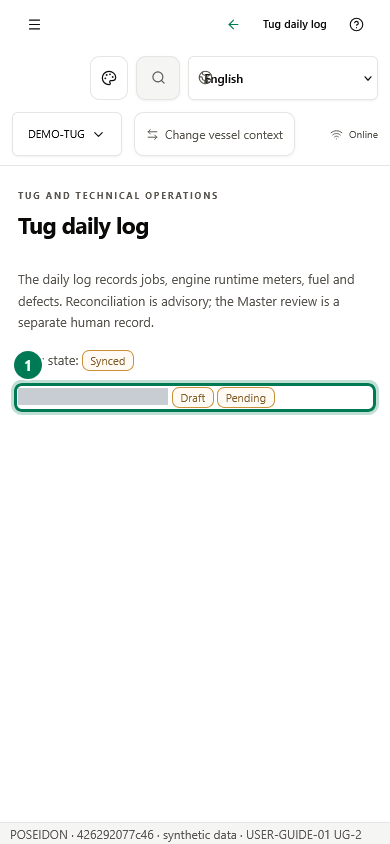 Tug daily log
English
DEMO-TUG
Change vessel context
Online
TUG AND TECHNICAL OPERATIONS
Tug daily log
The daily log records jobs, engine runtime meters, fuel and
defects. Reconciliation is advisory; the Master review is a
separate human record.
1 state: Synced
Draft Pending
POSEIDON · 426292077c46 · synthetic data · USER-GUIDE-01 UG-2